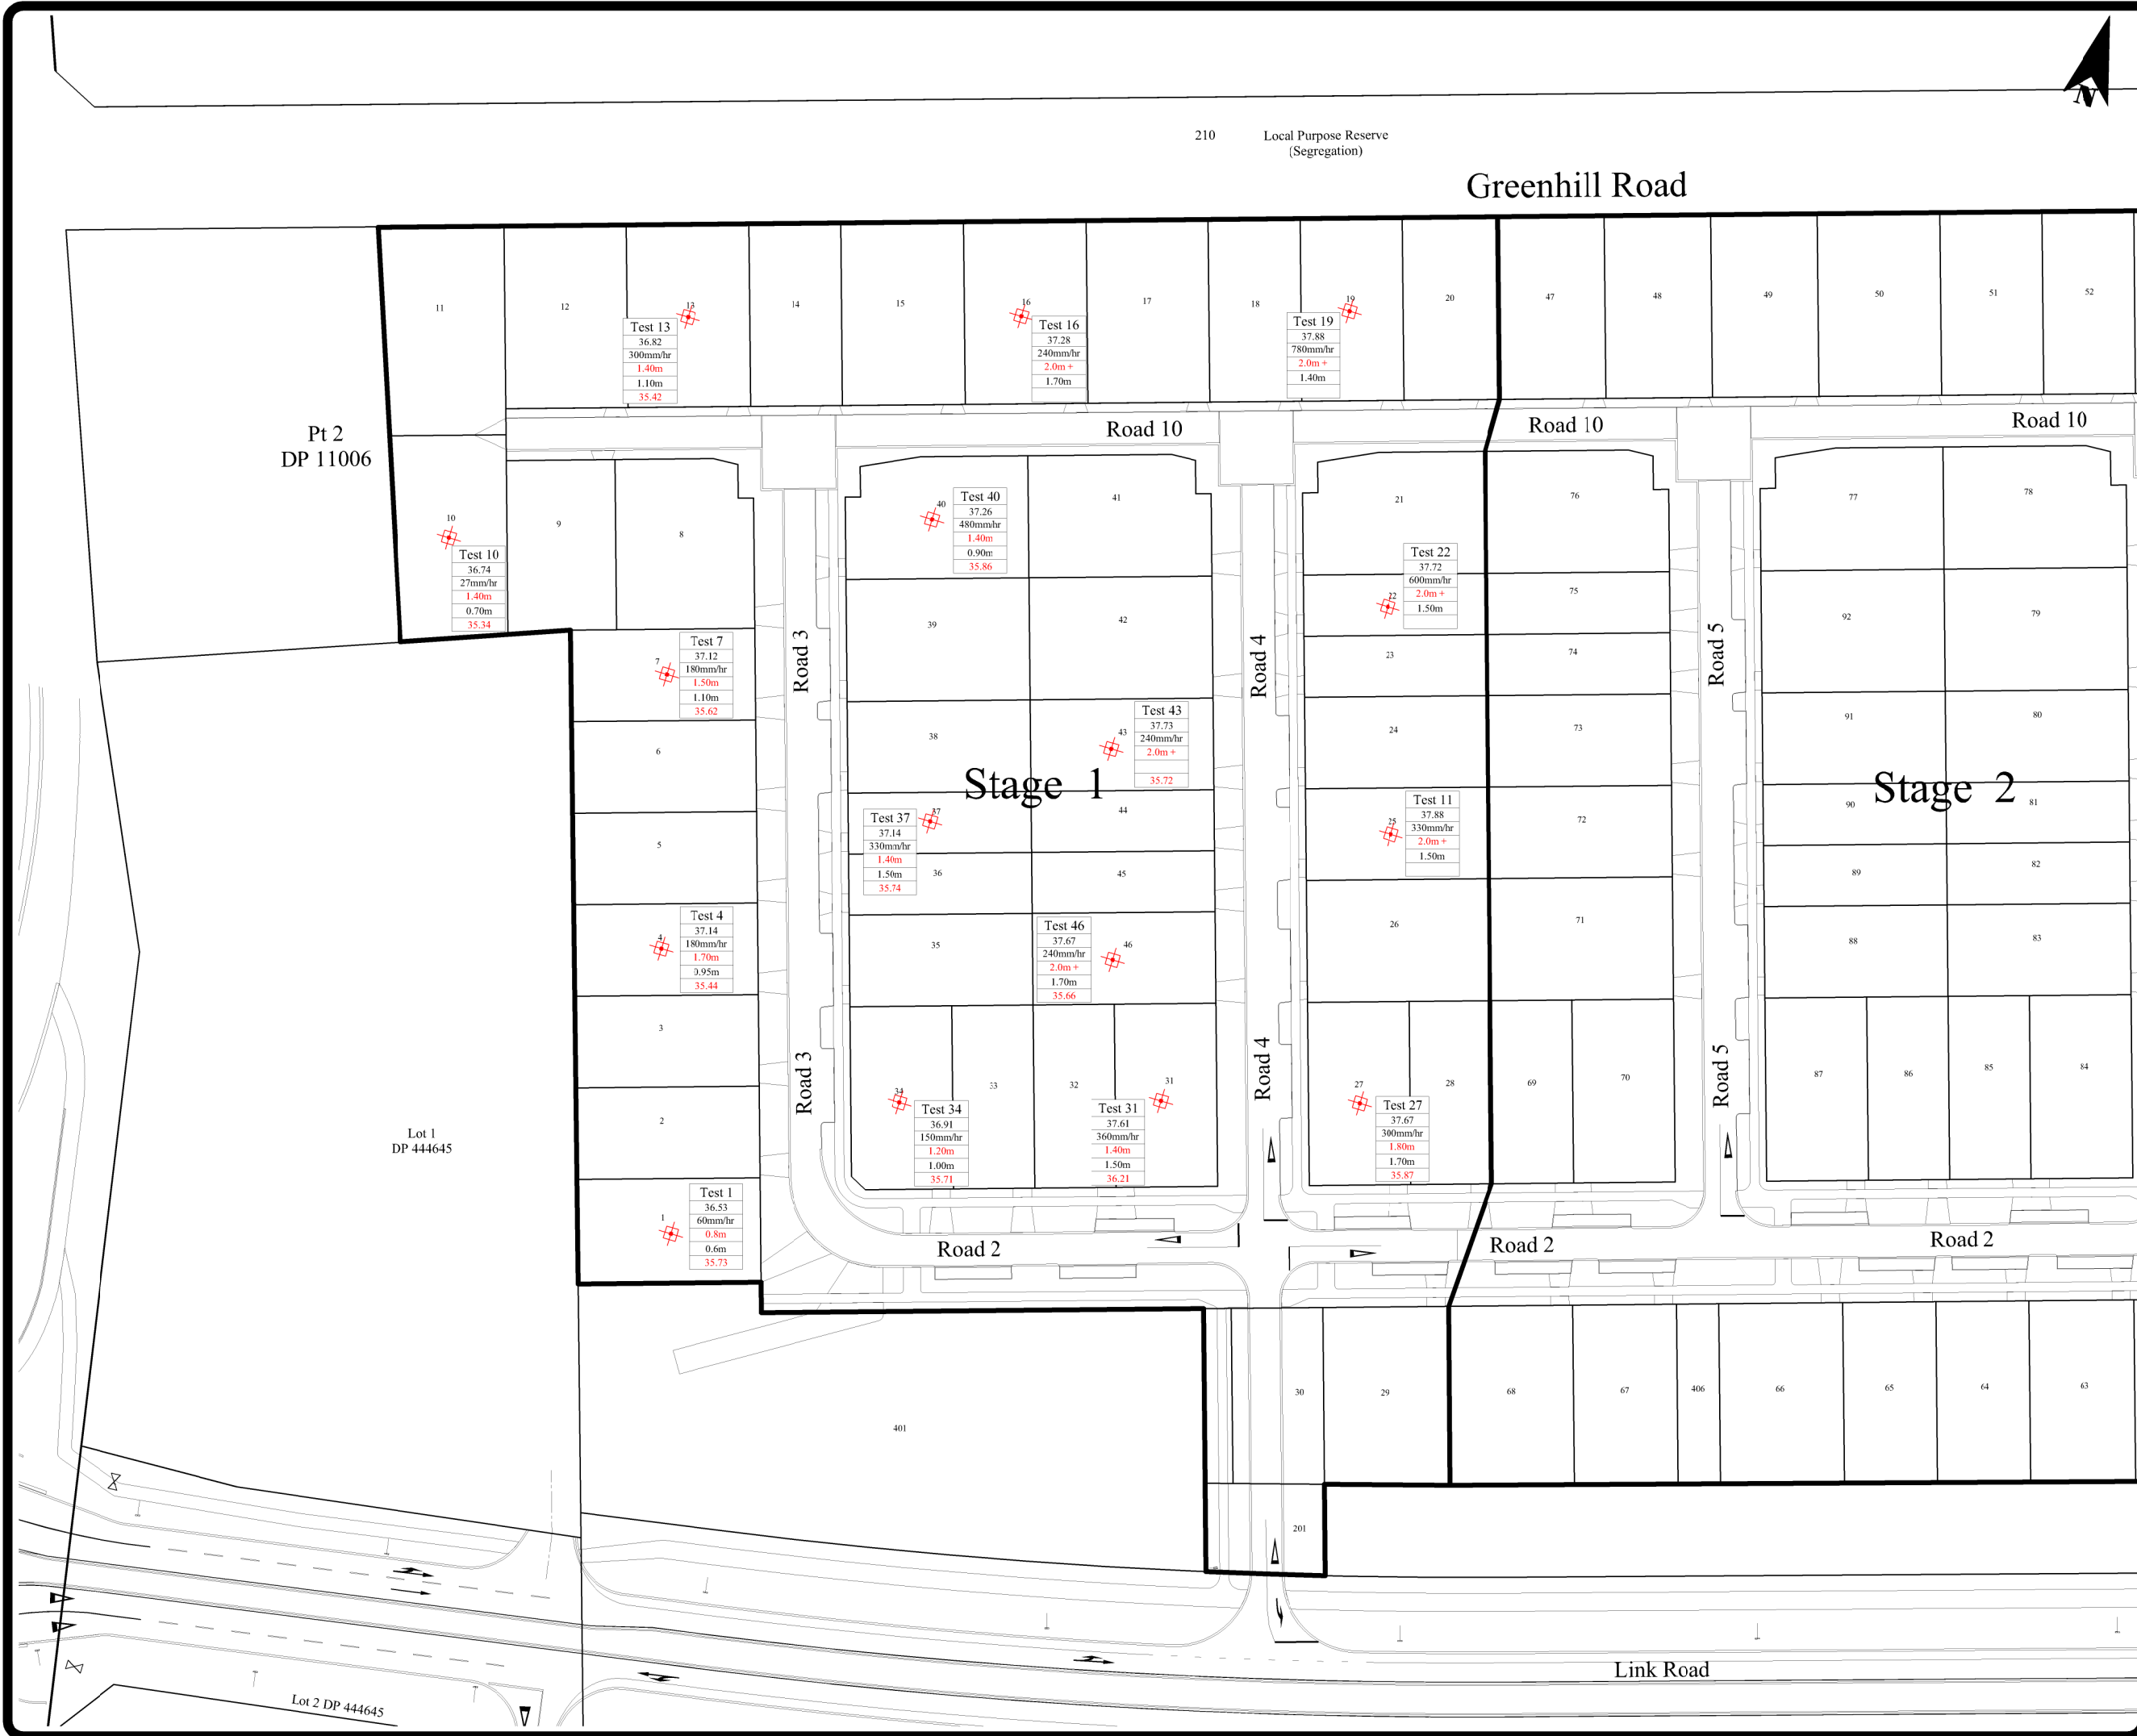 N
210
Local Purpose Reserve
(Segregation)
Greenhill Road
11
12
13
14
15
16
17
18
19
20
47
48
49
50
51
52
Test 13
36.82
300mm/hr
1.40m
1.10m
35.42
Test 16
37.28
240mm/hr
2.0m +
1.70m
Test 19
37.88
780mm/hr
2.0m +
1.40m
Pt 2
DP 11006
Road 10
Road 10
Road 10
10
Test 10
36.74
27mm/hr
1.40m
0.70m
35.34
9
8
40
Test 40
37.26
480mm/hr
1.40m
0.90m
35.86
41
21
76
77
78
Test 22
37.72
600mm/hr
2.0m +
1.50m
22
75
7
Test 7
37.12
180mm/hr
1.50m
1.10m
35.62
Road 3
39
42
Road 4
23
74
Road 5
92
79
6
38
43
Test 43
37.73
240mm/hr
2.0m +
35.72
24
73
91
80
Stage 1
Stage 2
5
Test 37
37.14
330mm/hr
1.40m
1.50m
35.74
37
44
25
Test 11
37.88
330mm/hr
2.0m +
1.50m
72
90
81
36
45
89
82
4
Test 4
37.14
180mm/hr
1.70m
0.95m
35.44
35
Test 46
37.67
240mm/hr
2.0m +
1.70m
35.66
46
26
71
88
83
3
Road 3
Road 4
Road 5
2
34
Test 34
36.91
150mm/hr
1.20m
1.00m
35.71
33
32
31
Test 31
37.61
360mm/hr
1.40m
1.50m
36.21
27
Test 27
37.67
300mm/hr
1.80m
1.70m
35.87
28
69
70
87
86
85
84
Lot 1
DP 444645
1
Test 1
36.53
60mm/hr
0.8m
0.6m
35.73
Road 2
Road 2
Road 2
401
30
29
68
67
406
66
65
64
63
201
Link Road
Lot 2 DP 444645